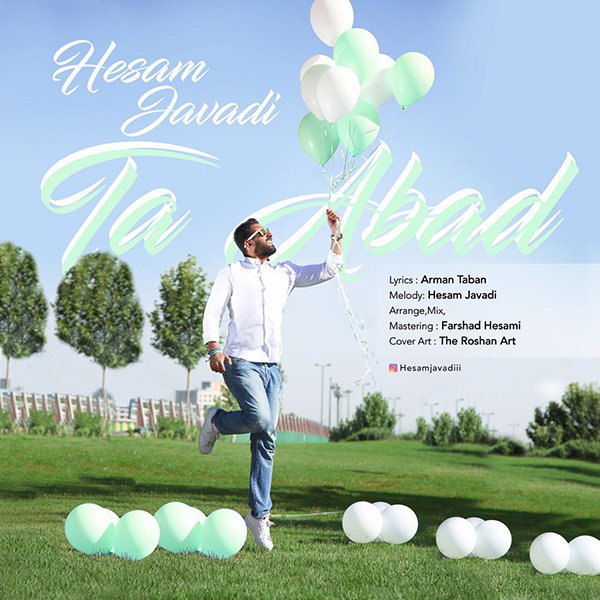 Hesam
Javadi
Ta Abad
Lyrics : Arman Taban
Melody: Hesam Javadi
Arrange,Mix,
Mastering : Farshad Hesami
Cover Art : The Roshan Art
Hesamjavadiii